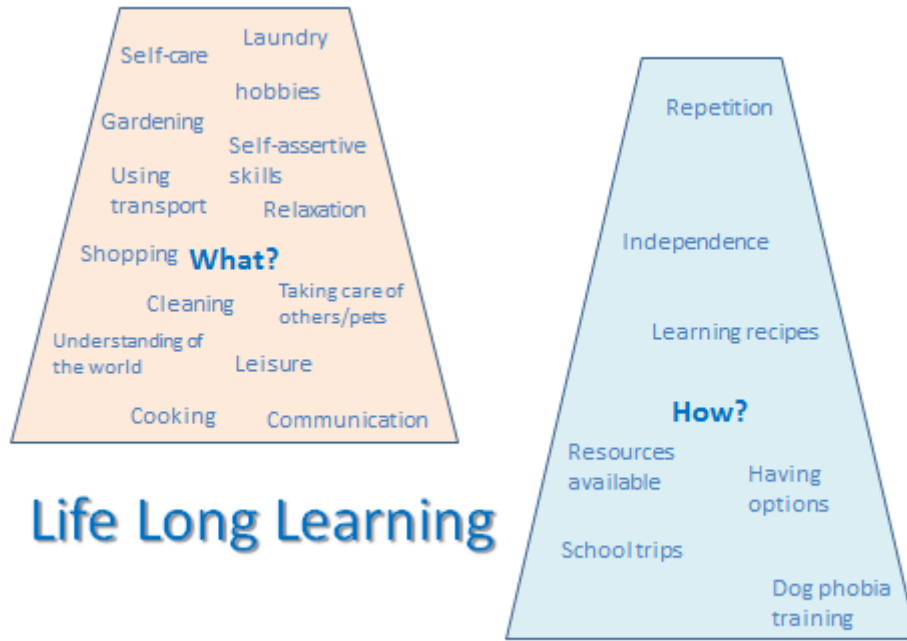 Laundry
Self-care
hobbies
Gardening
Self-assertive
skills
Using
transport
Relaxation
Shopping
What?
Cleaning
Taking care of
others/pets
Understanding of
the world
Leisure
Cooking
Communication
Life Long Learning
Repetition
Independence
Learning recipes
How?
Resources
available
Having
options
School trips
Dog phobia
training